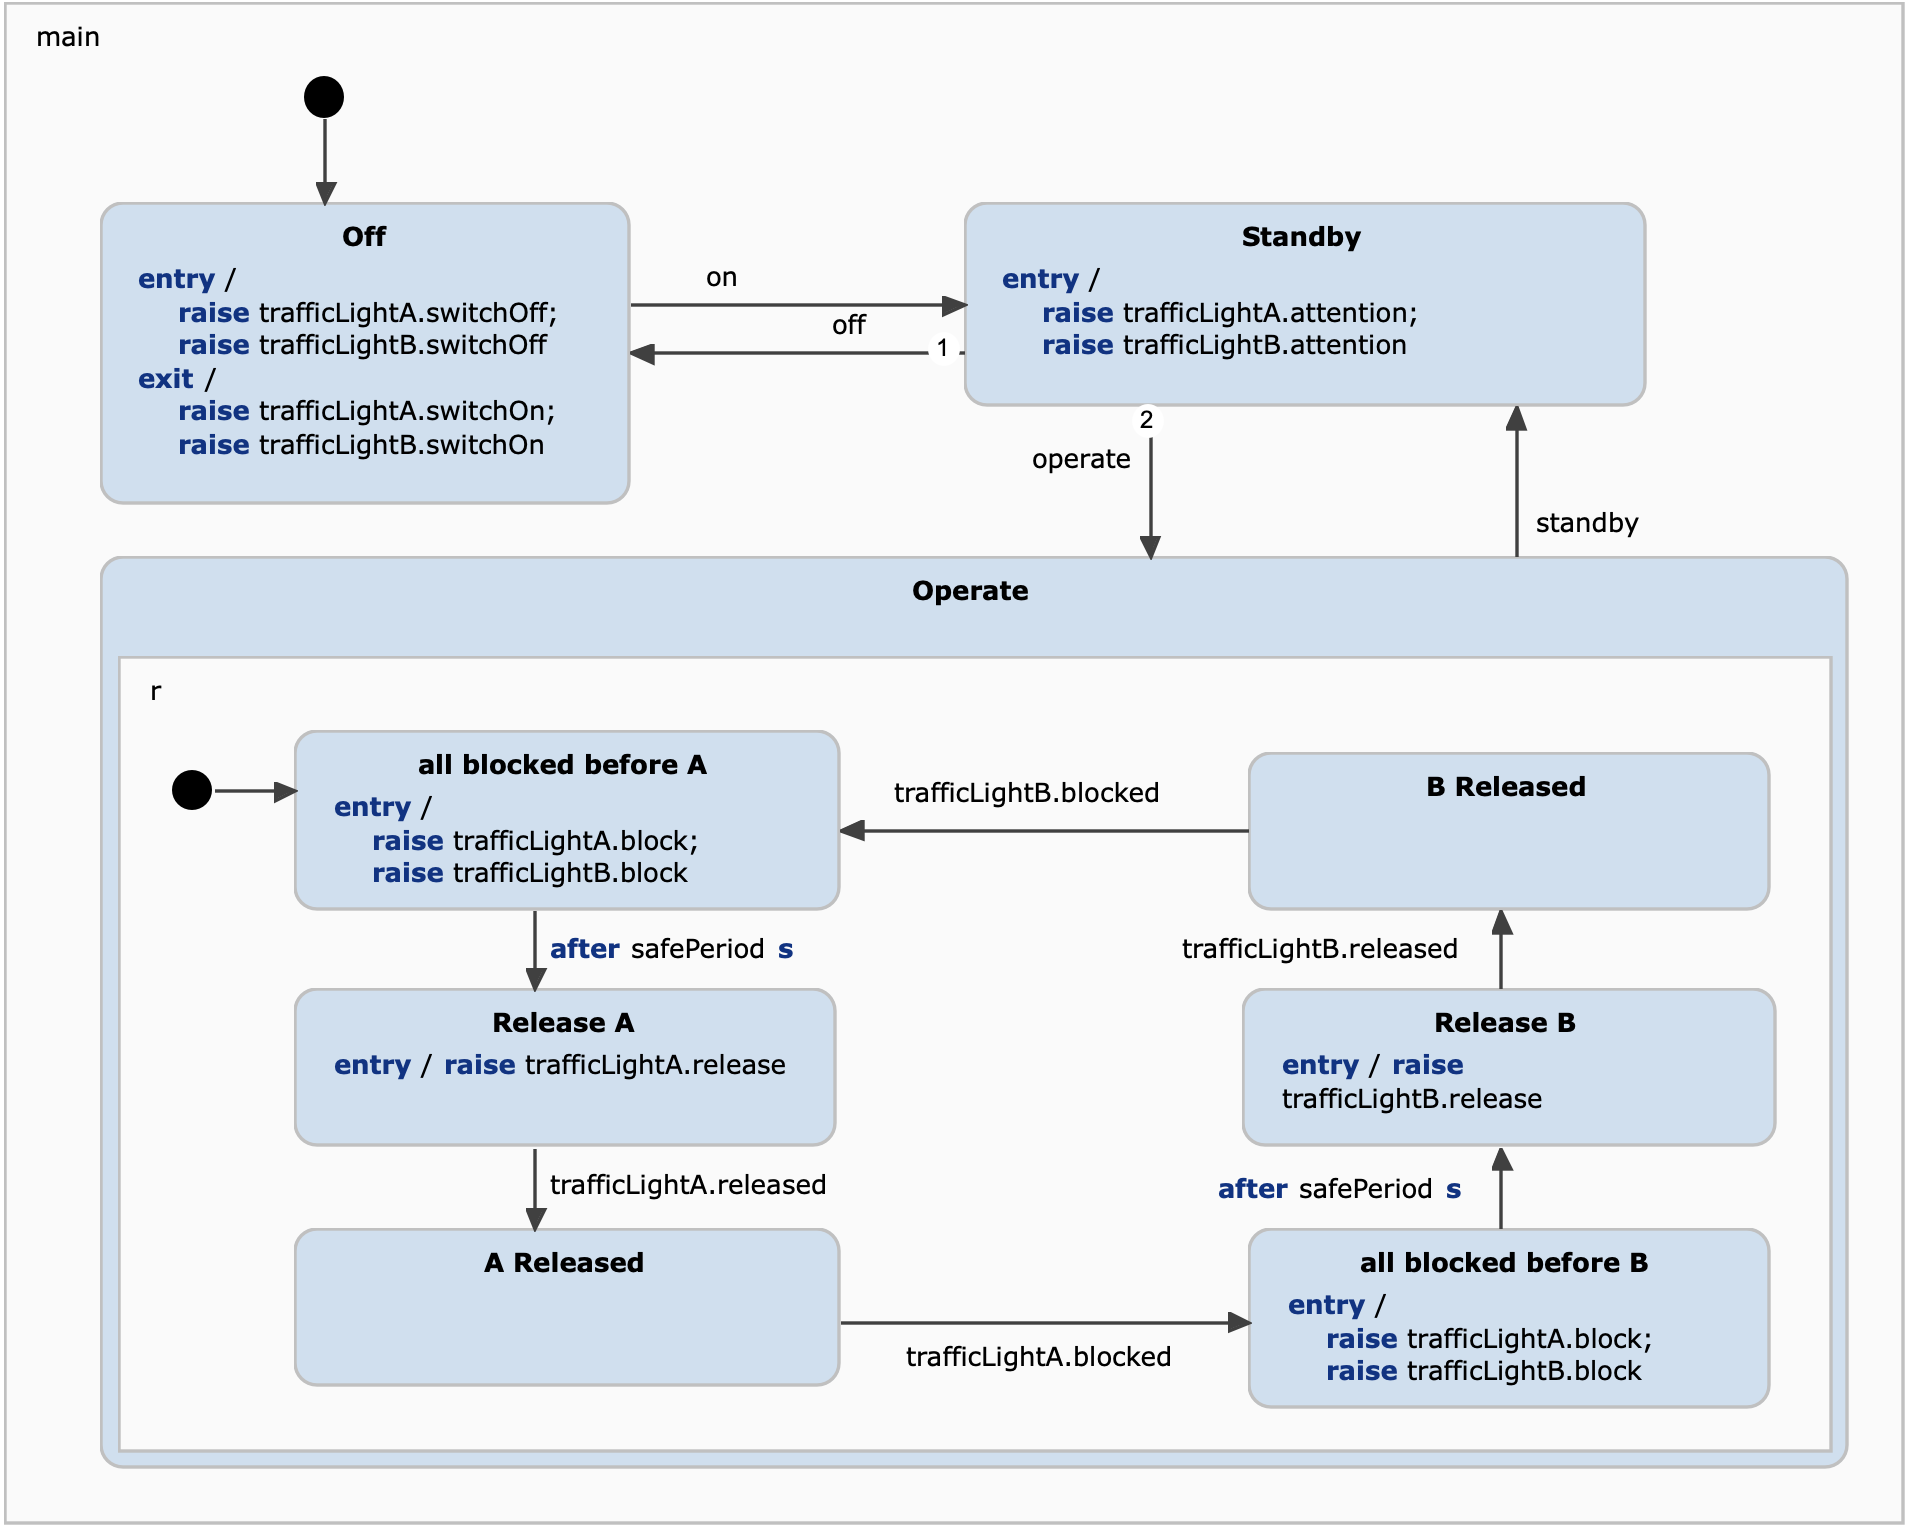 main
Off
entry /
raise trafficLightA.switchOff;
raise trafficLightB.switchOff
exit /
raise trafficLightA.switchOn;
raise trafficLightB.switchOn
on
off
1
Standby
entry /
raise trafficLightA.attention;
raise trafficLightB.attention
2
operate
standby
Operate
r
all blocked before A
entry /
raise trafficLightA.block;
raise trafficLightB.block
trafficLightB.blocked
B Released
after safePeriod s
trafficLightB.released
Release A
entry / raise trafficLightA.release
Release B
entry / raise
trafficLightB.release
trafficLightA.released
after safePeriod s
A Released
trafficLightA.blocked
all blocked before B
entry /
raise trafficLightA.block;
raise trafficLightB.block